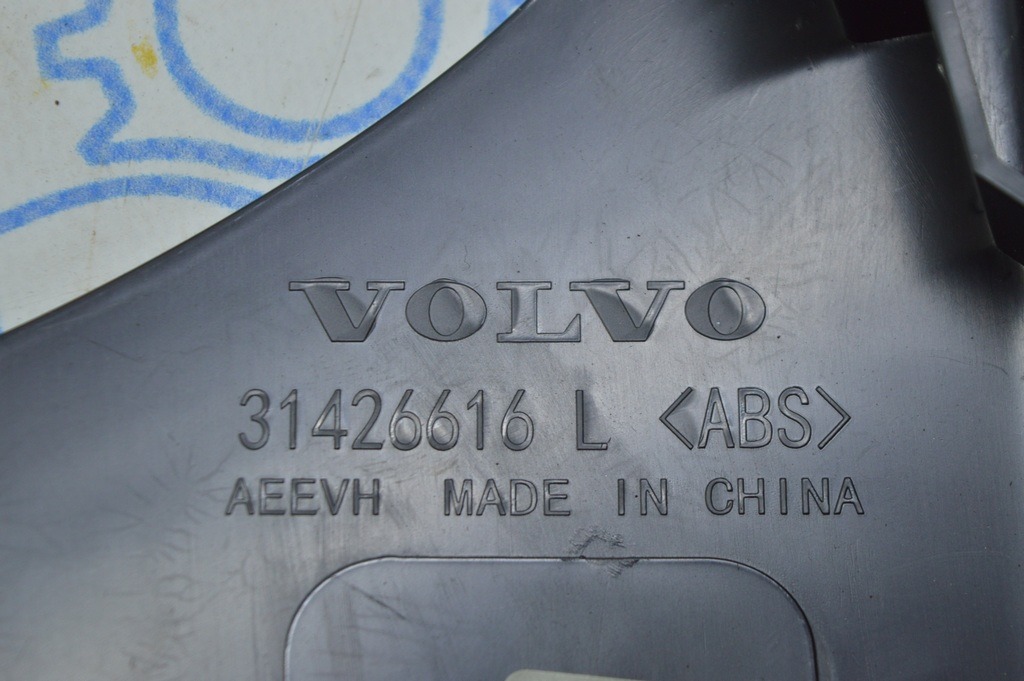 VOLVO
31426616 L <ABS>
AEEVH MADE IN CHINA